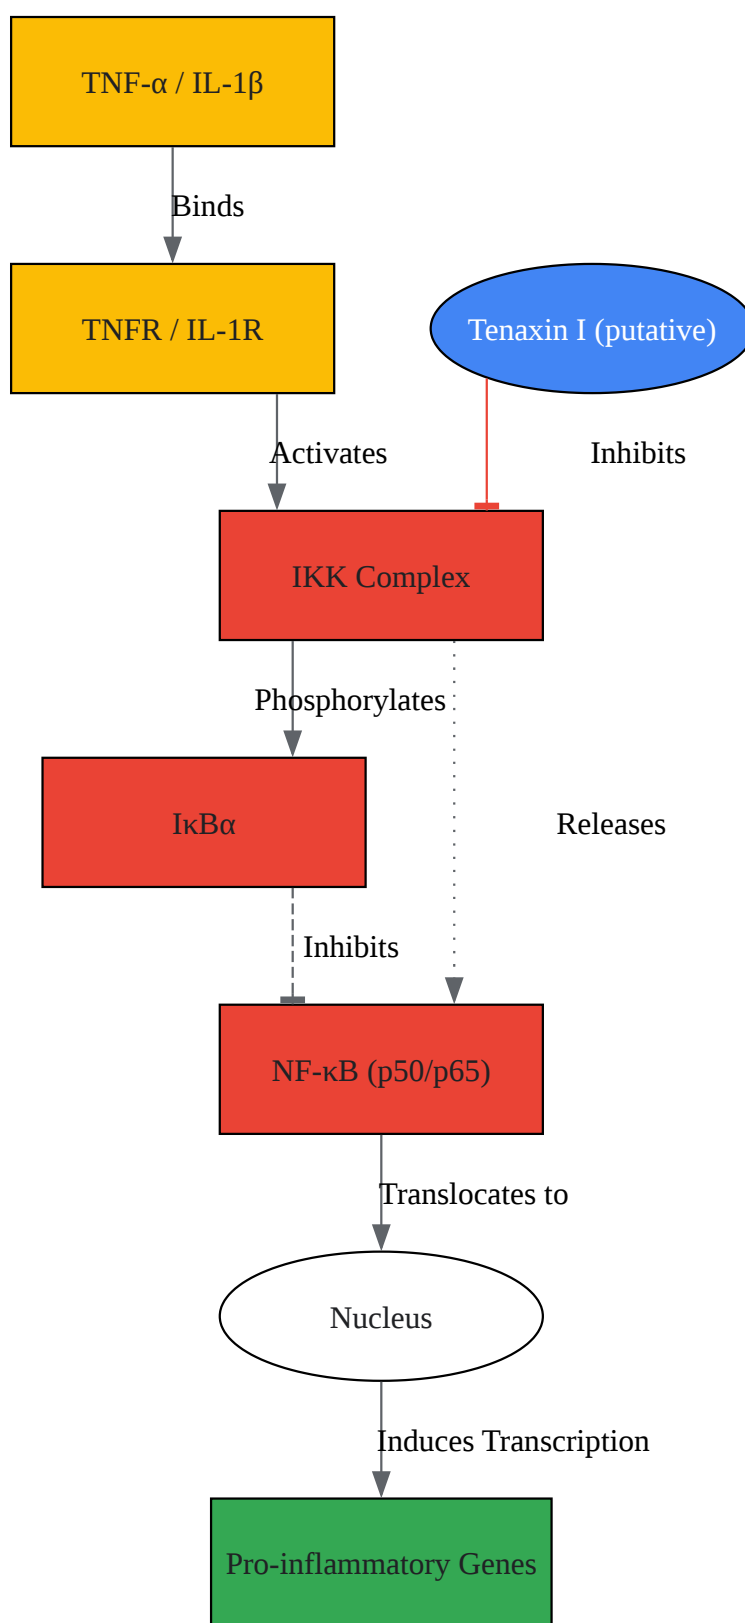 TNF-α / IL-1β
Binds
TNFR / IL-1R
Tenaxin I (putative)
Activates
Inhibits
IKK Complex
Phosphorylates
IκBα
Releases
Inhibits
NF-κB (p50/p65)
Translocates to
Nucleus
Induces Transcription
Pro-inflammatory Genes